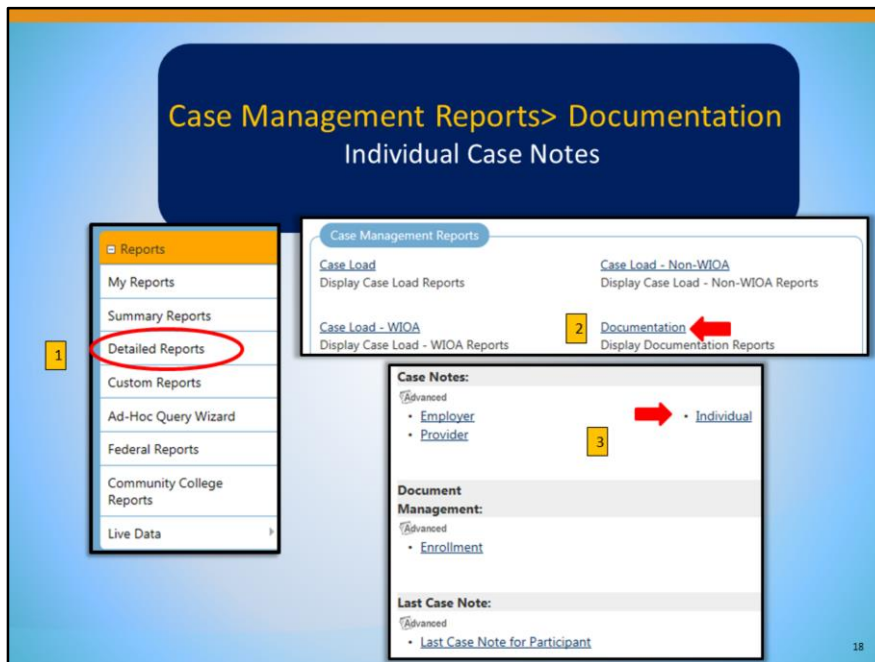 Case Management Reports> Documentation
Individual Case Notes
1
Reports
My Reports
Summary Reports
Detailed Reports
Custom Reports
Ad-Hoc Query Wizard
Federal Reports
Community College
Reports
Live Data
Case Management Reports
Case Load
Display Case Load Reports
Case Load - Non-WIOA
Display Case Load - Non-WIOA Reports
Case Load - WIOA
Display Case Load - WIOA Reports
2
Documentation
Display Documentation Reports
Case Notes:
Advanced
• Employer
• Provider
3
• Individual
Document
Management:
Advanced
• Enrollment
Last Case Note:
Advanced
• Last Case Note for Participant
18